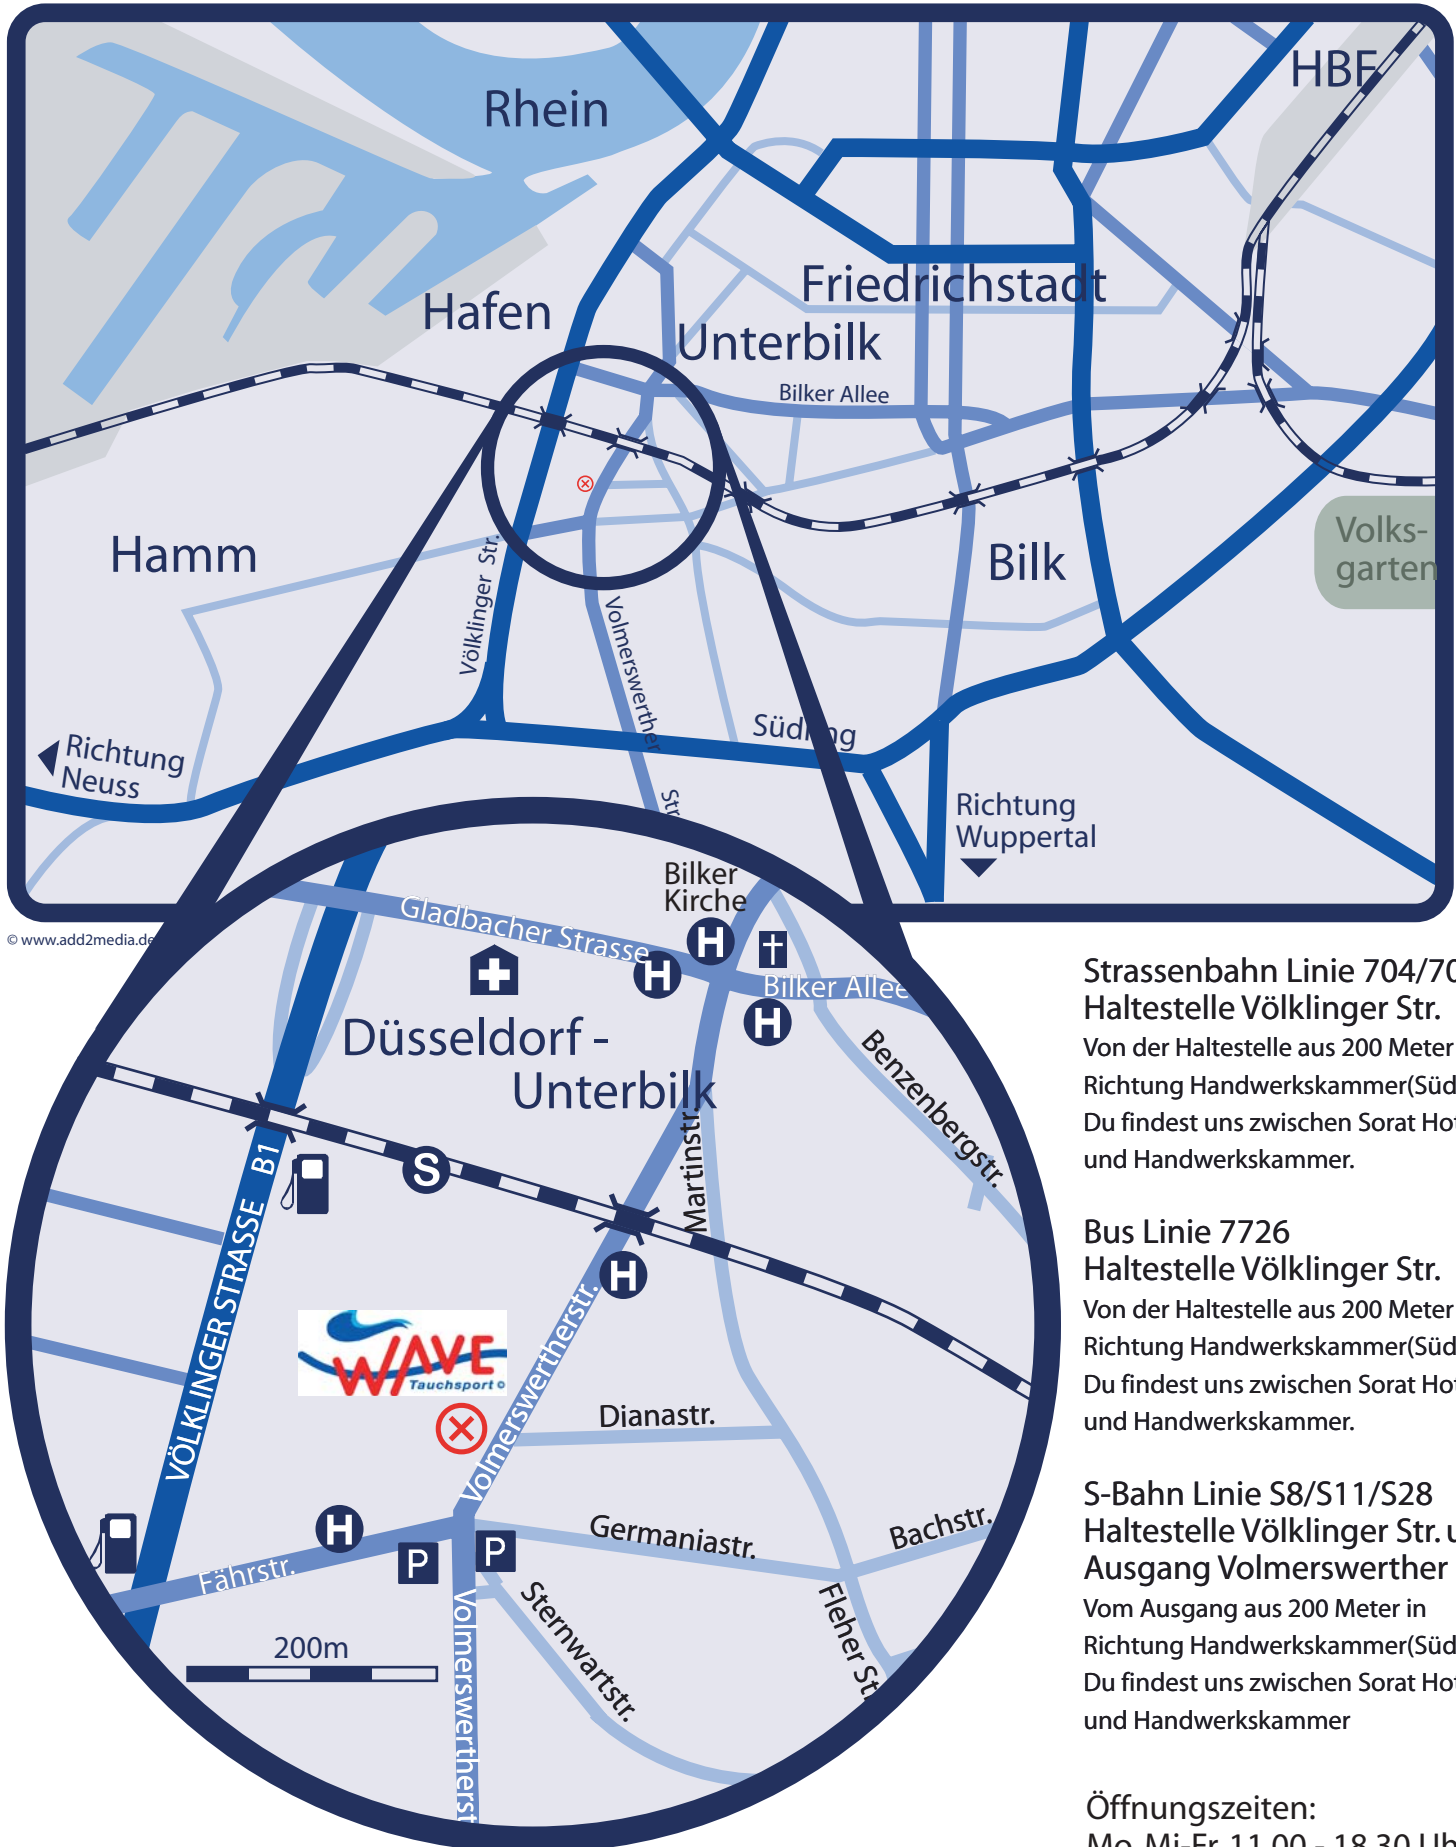 Rhein
HBF
Hafen
Friedrichstadt
Unterbilk
Bilker Allee
Hamm
Völklinger Str.
Volmerswerther
Str
Bilk
Volks-
garten
Richtung
Neuss
Richtung
Wuppertal
© www.add2media.de
Bilker
Kirche
Gladbacher Strasse
H
H
Bilker Allee
H
Düsseldorf -
Unterbilk
Benzenbergstr.
Martinstr.
S
VÖLKLINGER STRASSE B1
H
WAVE
Tauchsport
Volmerswertherstr.
Dianastr.
H
Fährstr.
P
P
Germaniastr.
Bachstr.
Sternwartstr.
Fleher St
Volmerswertherst
200m
Strassenbahn Linie 704/70
Haltestelle Völklinger Str.
Von der Haltestelle aus 200 Meter
Richtung Handwerkskammer(Süd
Du findest uns zwischen Sorat Ho
und Handwerkskammer.
Bus Linie 7726
Haltestelle Völklinger Str.
Von der Haltestelle aus 200 Meter
Richtung Handwerkskammer(Süd
Du findest uns zwischen Sorat Ho
und Handwerkskammer.
S-Bahn Linie S8/S11/S28
Haltestelle Völklinger Str. u
Ausgang Volmerswerther
Vom Ausgang aus 200 Meter in
Richtung Handwerkskammer(Süd
Du findest uns zwischen Sorat Ho
und Handwerkskammer
Öffnungszeiten: